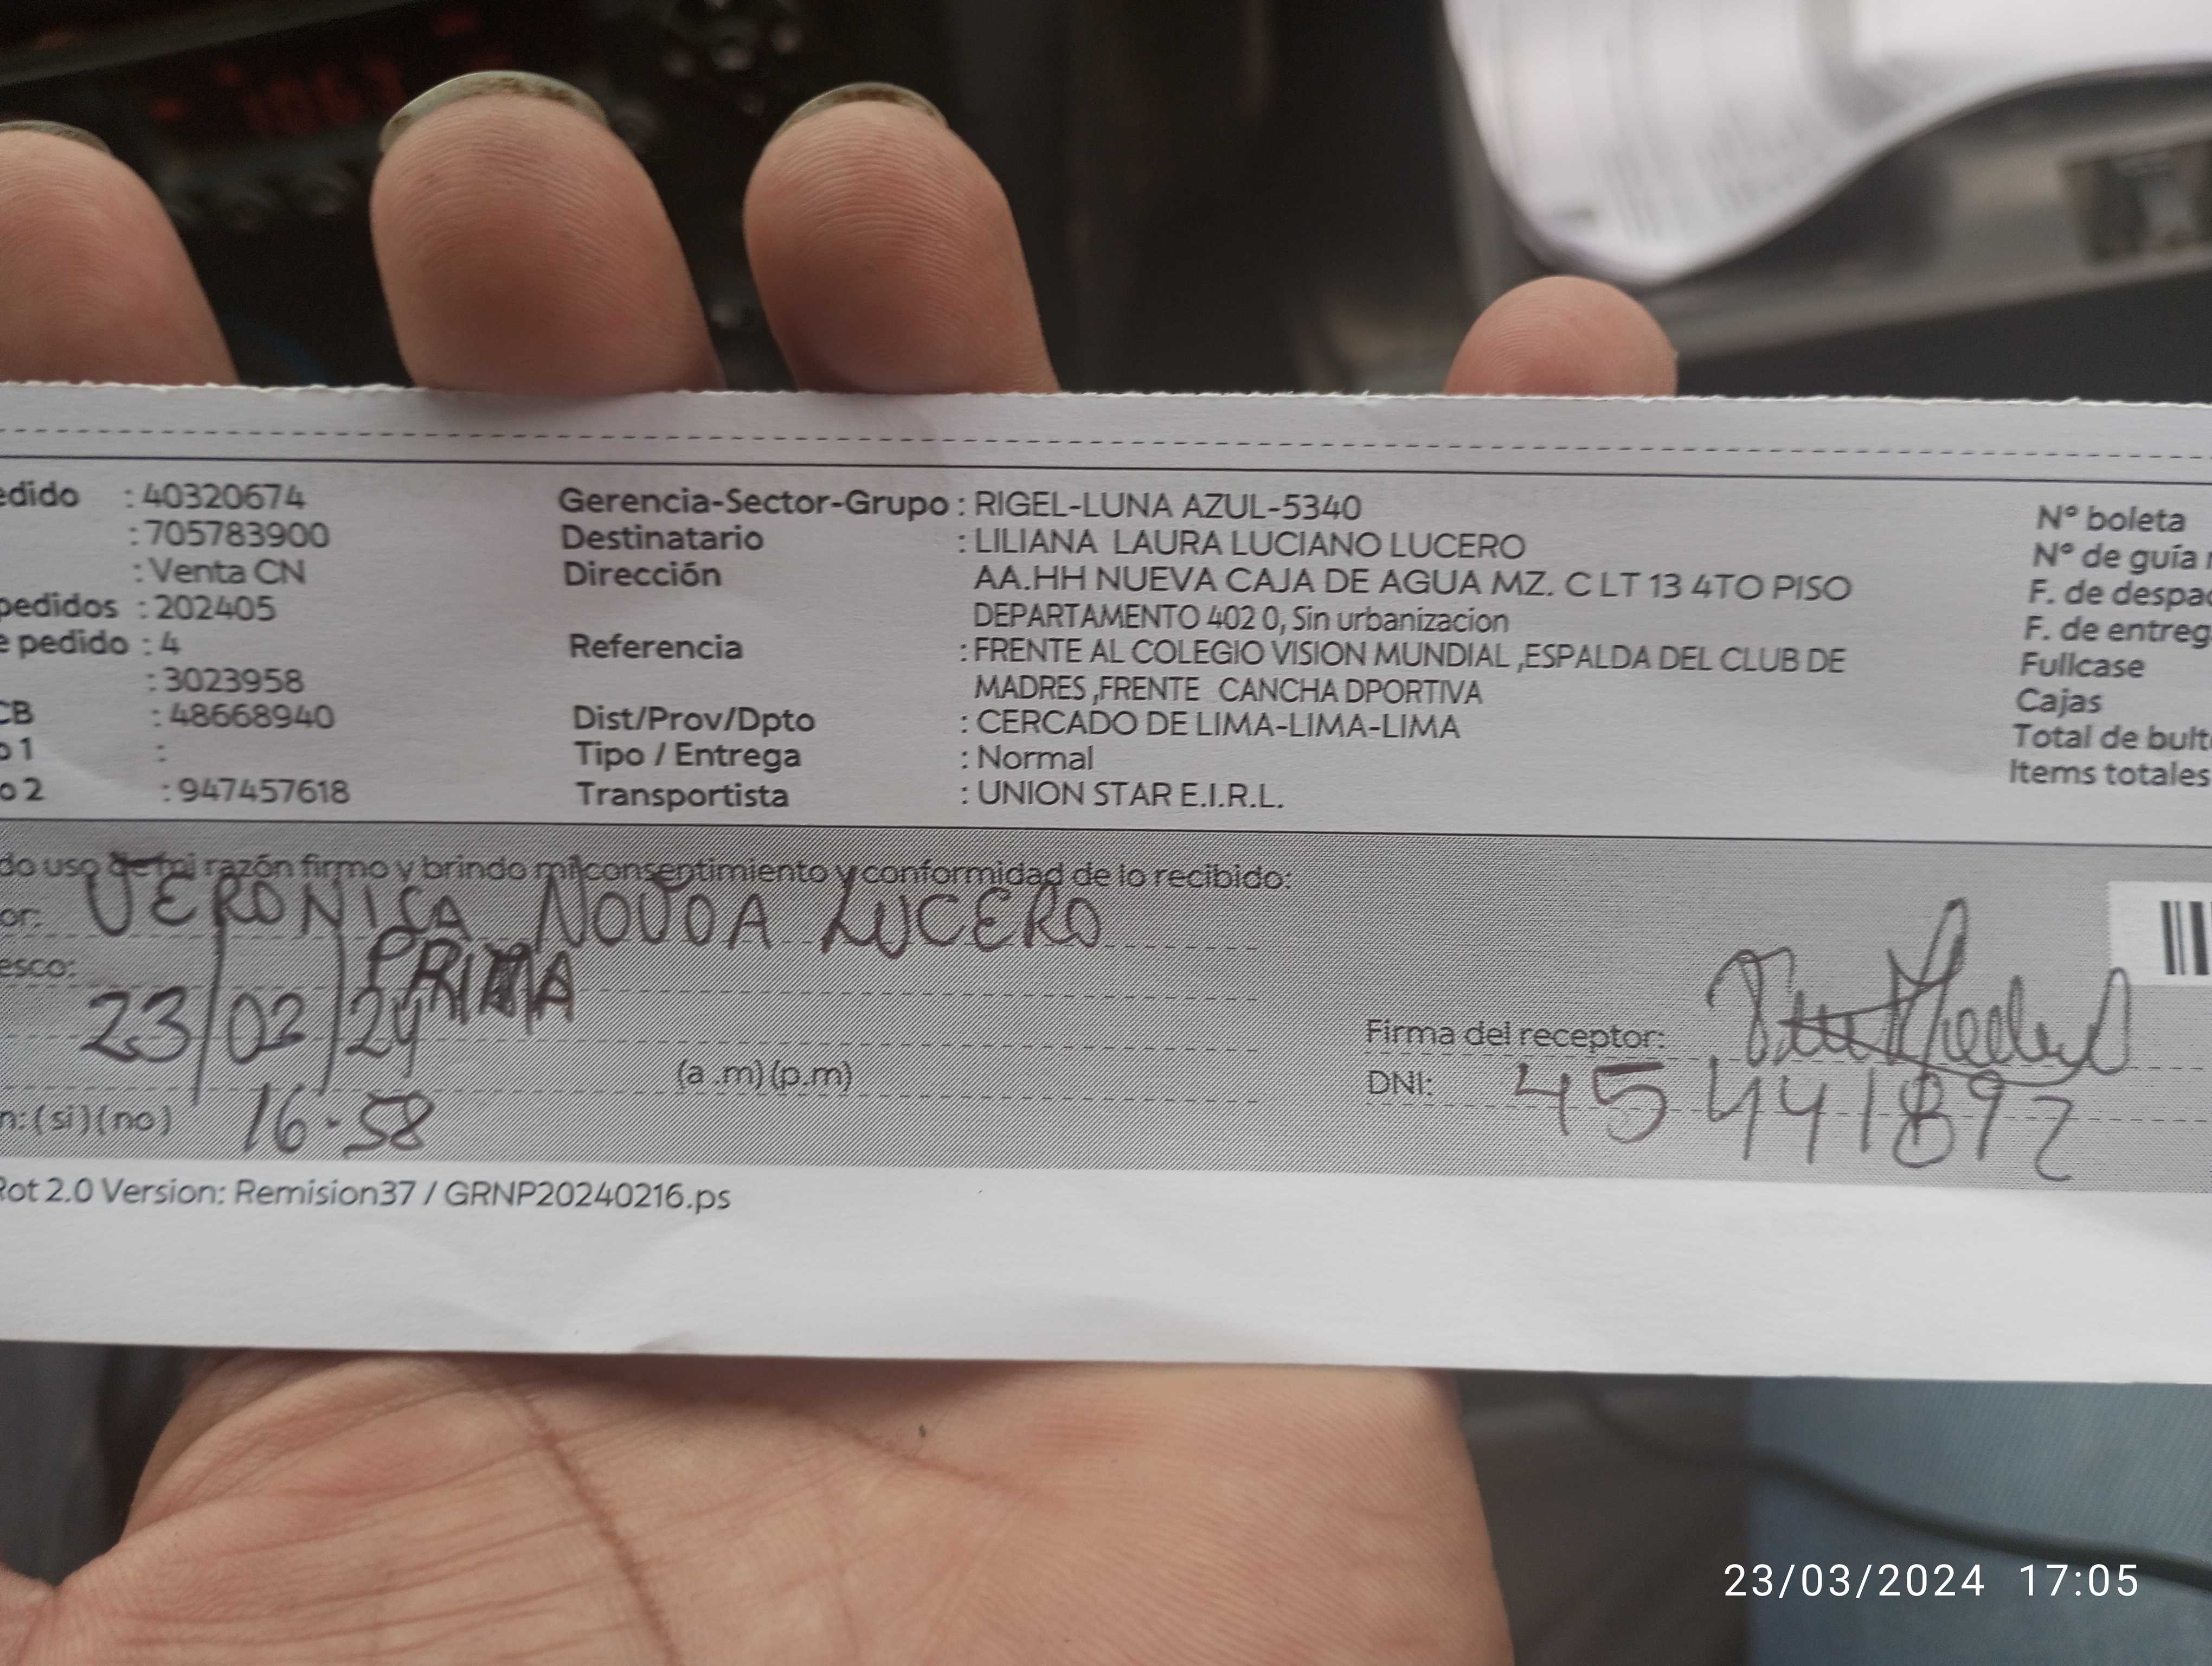 edido : 40320674
: 705783900
: Venta CN
pedidos : 202405
e pedido : 4
: 3023958
CB : 48668940
o 1 :
o 2 : 947457618
Gerencia-Sector-Grupo : RIGEL-LUNA AZUL-5340
Destinatario : LILIANA LAURA LUCIANO LUCERO
Dirección AA.HH NUEVA CAJA DE AGUA MZ. C LT 13 4TO PISO
DEPARTAMENTO 402 0, Sin urbanizacion
Referencia : FRENTE AL COLEGIO VISION MUNDIAL ,ESPALDA DEL CLUB DE
MADRES ,FRENTE CANCHA DPORTIVA
Dist/Prov/Dpto : CERCADO DE LIMA-LIMA-LIMA
Tipo / Entrega : Normal
Transportista : UNION STAR E.I.R.L.
Nº boleta
Nº de guía
F. de despac
F. de entreg
Fullcase
Cajas
Total de bult
Items totales
do uso de mi razón firmo y brindo mi consentimiento y conformidad de lo recibido:
or: VERONICA NOVOA LUCERO
esco: PRIMA
23/02/24
(a .m)(p.m)
n:(si)(no) 16-58
Firma del receptor:
DNI: 45441892
Rot 2.0 Version: Remision37 / GRNP20240216.ps
23/03/2024 17:05